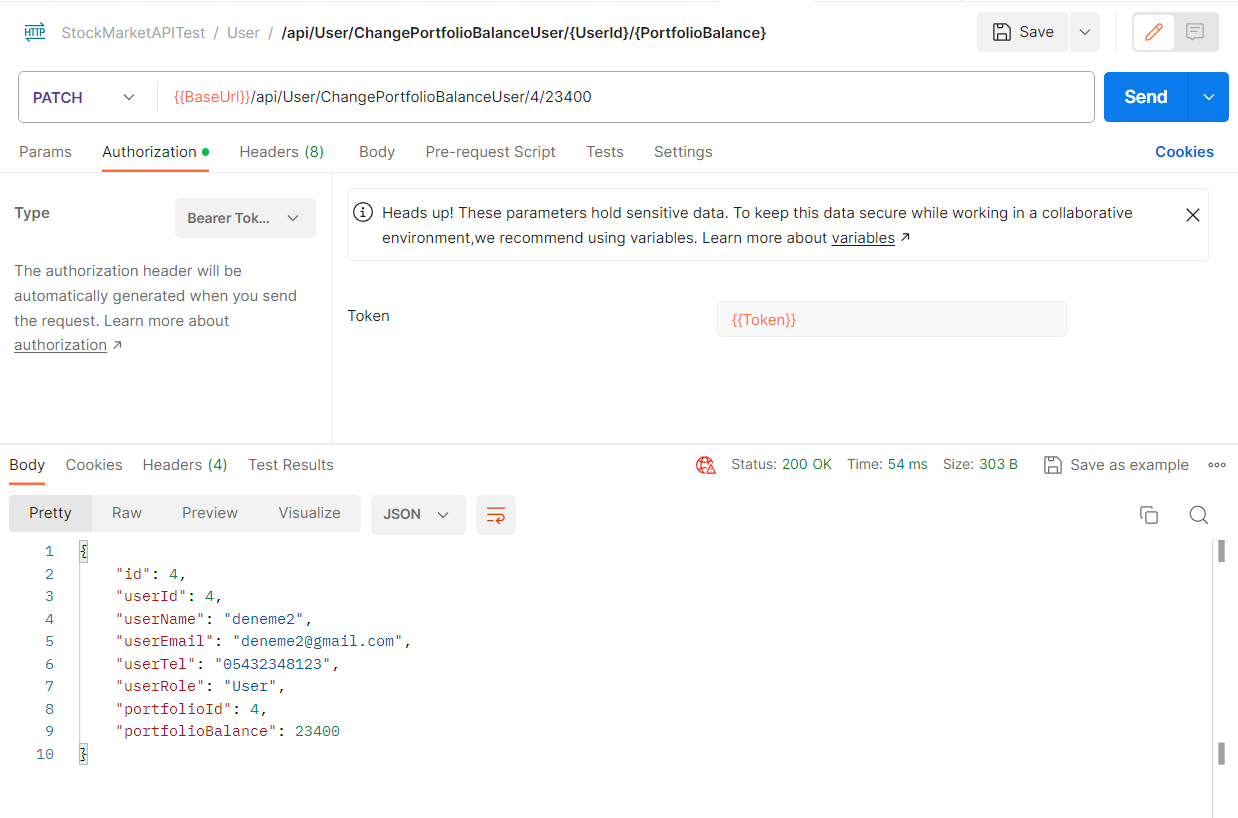 HTTP StockMarketAPITest / User / /api/User/ChangePortfolioBalanceUser/{UserId}/{PortfolioBalance} Save
PATCH {{BaseUrl}}/api/User/ChangePortfolioBalanceUser/4/23400 Send
Params Authorization Headers (8) Body Pre-request Script Tests Settings Cookies
Type Bearer Tok...
The authorization header will be
automatically generated when you send
the request. Learn more about
authorization ↗
Heads up! These parameters hold sensitive data. To keep this data secure while working in a collaborative
environment,we recommend using variables. Learn more about variables ↗
Token {{Token}}
Body Cookies Headers (4) Test Results Status: 200 OK Time: 54 ms Size: 303 B Save as example
Pretty Raw Preview Visualize JSON
1 {
2 "id": 4,
3 "userId": 4,
4 "userName": "deneme2",
5 "userEmail": "deneme2@gmail.com",
6 "userTel": "05432348123",
7 "userRole": "User",
8 "portfolioId": 4,
9 "portfolioBalance": 23400
10 }